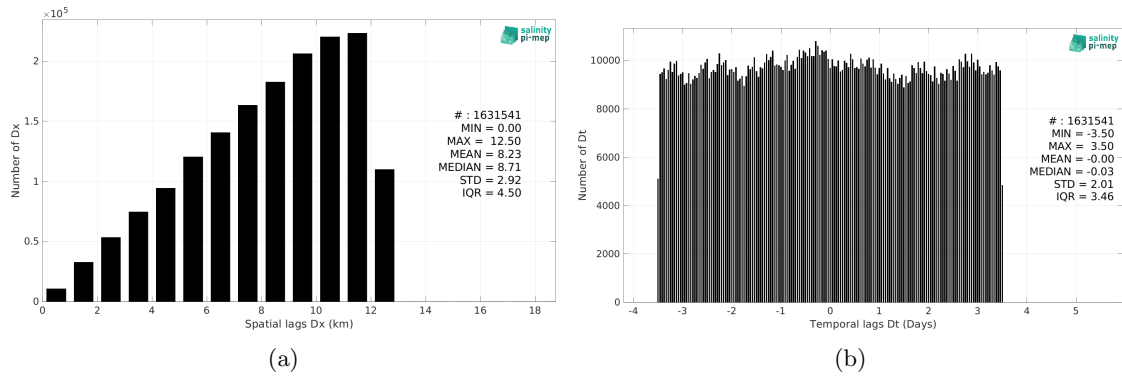 ×10^5
salinity
pi-mep
2
1.5
1
0.5
0
Number of Dx
# : 1631541
MIN = 0.00
MAX = 12.50
MEAN = 8.23
MEDIAN = 8.71
STD = 2.92
IQR = 4.50
0 2 4 6 8 10 12 14 16 18
Spatial lags Dx (km)
(a)
salinity
pi-mep
10000
8000
6000
4000
2000
0
Number of Dt
# : 1631541
MIN = -3.50
MAX = 3.50
MEAN = -0.00
MEDIAN = -0.03
STD = 2.01
IQR = 3.46
-4 -3 -2 -1 0 1 2 3 4 5
Temporal lags Dt (Days)
(b)